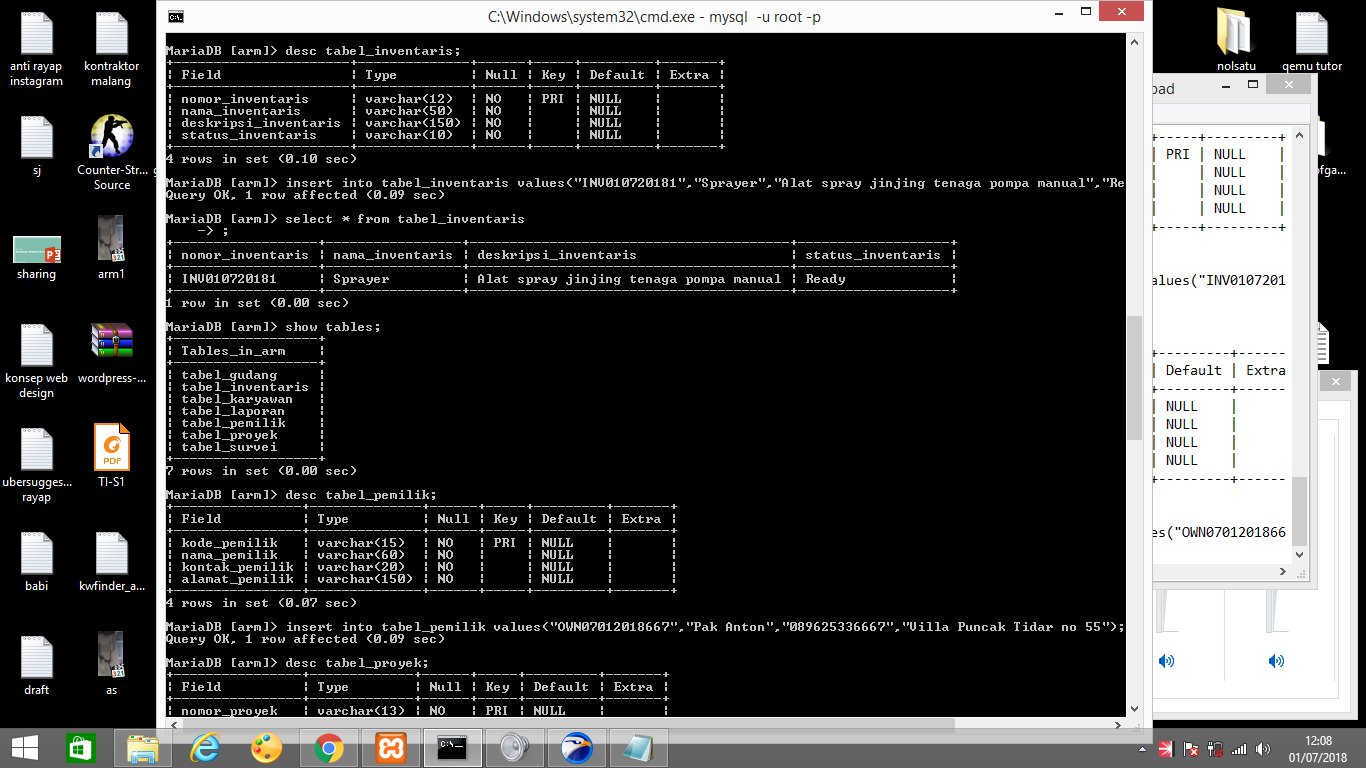 C:\Windows\system32\cmd.exe - mysql -u root -p
MariaDB [arm]> desc tabel_inventaris;
| Field | Type | Null | Key | Default | Extra |
| nomor_inventaris | varchar(12) | NO | PRI | NULL | |
| nama_inventaris | varchar(50) | NO | | NULL | |
| deskripsi_inventaris | varchar(150) | NO | | NULL | |
| status_inventaris | varchar(10) | NO | | NULL | |
4 rows in set (0.10 sec)
MariaDB [arm]> insert into tabel_inventaris values("INV010720181","Sprayer","Alat spray jinjing tenaga pompa manual","Re
Query OK, 1 row affected (0.09 sec)
MariaDB [arm]> select * from tabel_inventaris
-> ;
| nomor_inventaris | nama_inventaris | deskripsi_inventaris | status_inventaris |
| INV010720181 | Sprayer | Alat spray jinjing tenaga pompa manual | Ready |
1 row in set (0.00 sec)
MariaDB [arm]> show tables;
| Tables_in_arm |
| tabel_gudang |
| tabel_inventaris |
| tabel_karyawan |
| tabel_laporan |
| tabel_pemilik |
| tabel_proyek |
| tabel_survei |
7 rows in set (0.00 sec)
MariaDB [arm]> desc tabel_pemilik;
| Field | Type | Null | Key | Default | Extra |
| kode_pemilik | varchar(15) | NO | PRI | NULL | |
| nama_pemilik | varchar(60) | NO | | NULL | |
| kontak_pemilik | varchar(20) | NO | | NULL | |
| alamat_pemilik | varchar(150) | NO | | NULL | |
4 rows in set (0.07 sec)
MariaDB [arm]> insert into tabel_pemilik values("OWN07012018667","Pak Anton","089625336667","Villa Puncak Tidar no 55");
Query OK, 1 row affected (0.09 sec)
MariaDB [arm]> desc tabel_proyek;
| Field | Type | Null | Key | Default | Extra |
| nomor_proyek | varchar(13) | NO | PRI | NULL | |
anti rayap
instagram
kontraktor
malang
sj
Counter-Str...
Source
sharing
arm1
konsep web
design
wordpress-...
ubersugges...
rayap
PDF
TI-S1
babi
kwfinder_a...
draft
as
nolsatu
qemu tutor
ofga...
pad
| PRI | NULL |
| NULL |
| NULL |
| NULL |
alues("INV0107201
| Default | Extra
| NULL |
| NULL |
| NULL |
| NULL |
es("OWN0701201866
12:08
01/07/2018